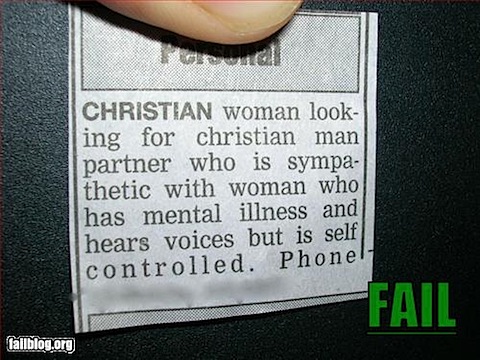 Personal
CHRISTIAN woman look-
ing for christian man
partner who is sympa-
thetic with woman who
has mental illness and
hears voices but is self
controlled. Phone
FAIL
failblog.org